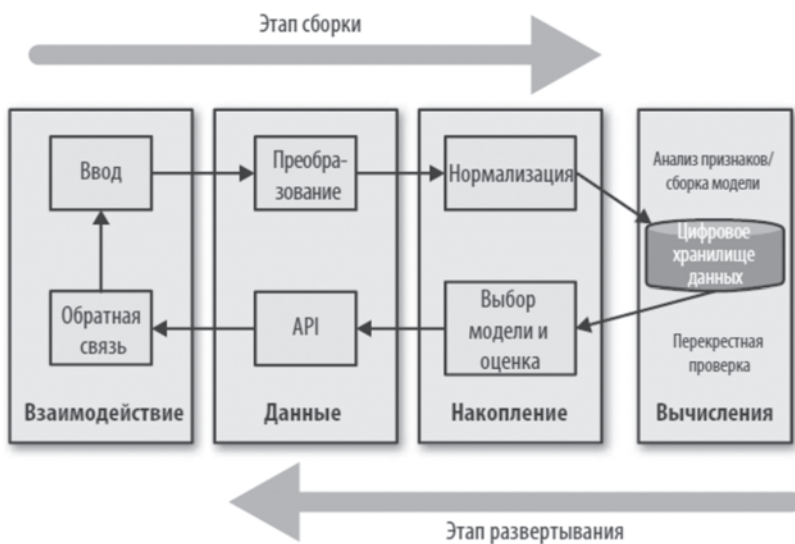 Этап сборки
Ввод
Преобра-
зование
Нормализация
Анализ признаков/
сборка модели
Цифровое
хранилище
данных
Обратная
связь
API
Выбор
модели и
оценка
Перекрестная
проверка
Взаимодействие
Данные
Накопление
Вычисления
Этап развертывания